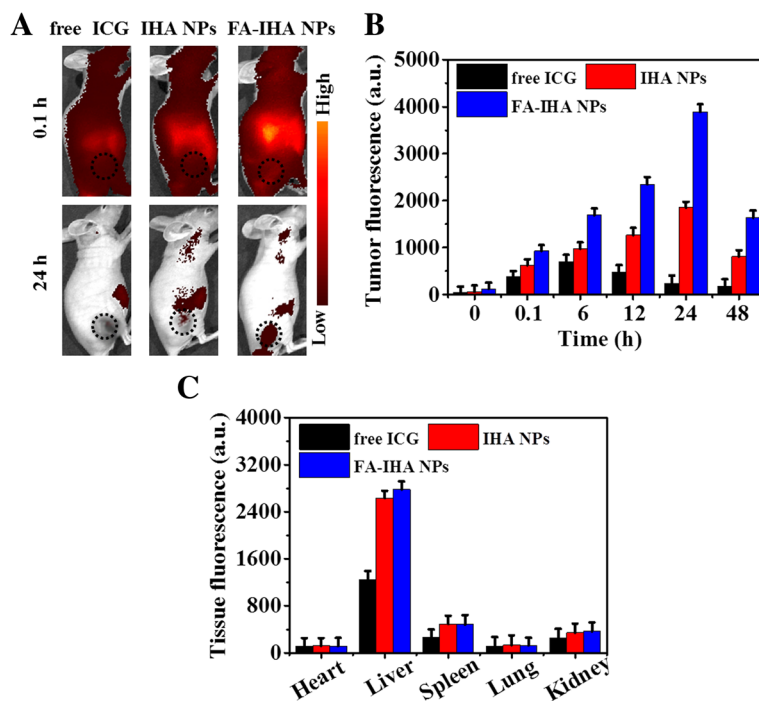 A
free ICG IHA NPs FA-IHA NPs
0.1 h
24 h
High
Low
B
Tumor fluorescence (a.u.)
5000
4000
3000
2000
1000
0
free ICG
IHA NPs
FA-IHA NPs
0 0.1 6 12 24 48
Time (h)
C
Tissue fluorescence (a.u.)
4000
3200
2400
1600
800
0
free ICG
IHA NPs
FA-IHA NPs
Heart Liver Spleen Lung Kidney